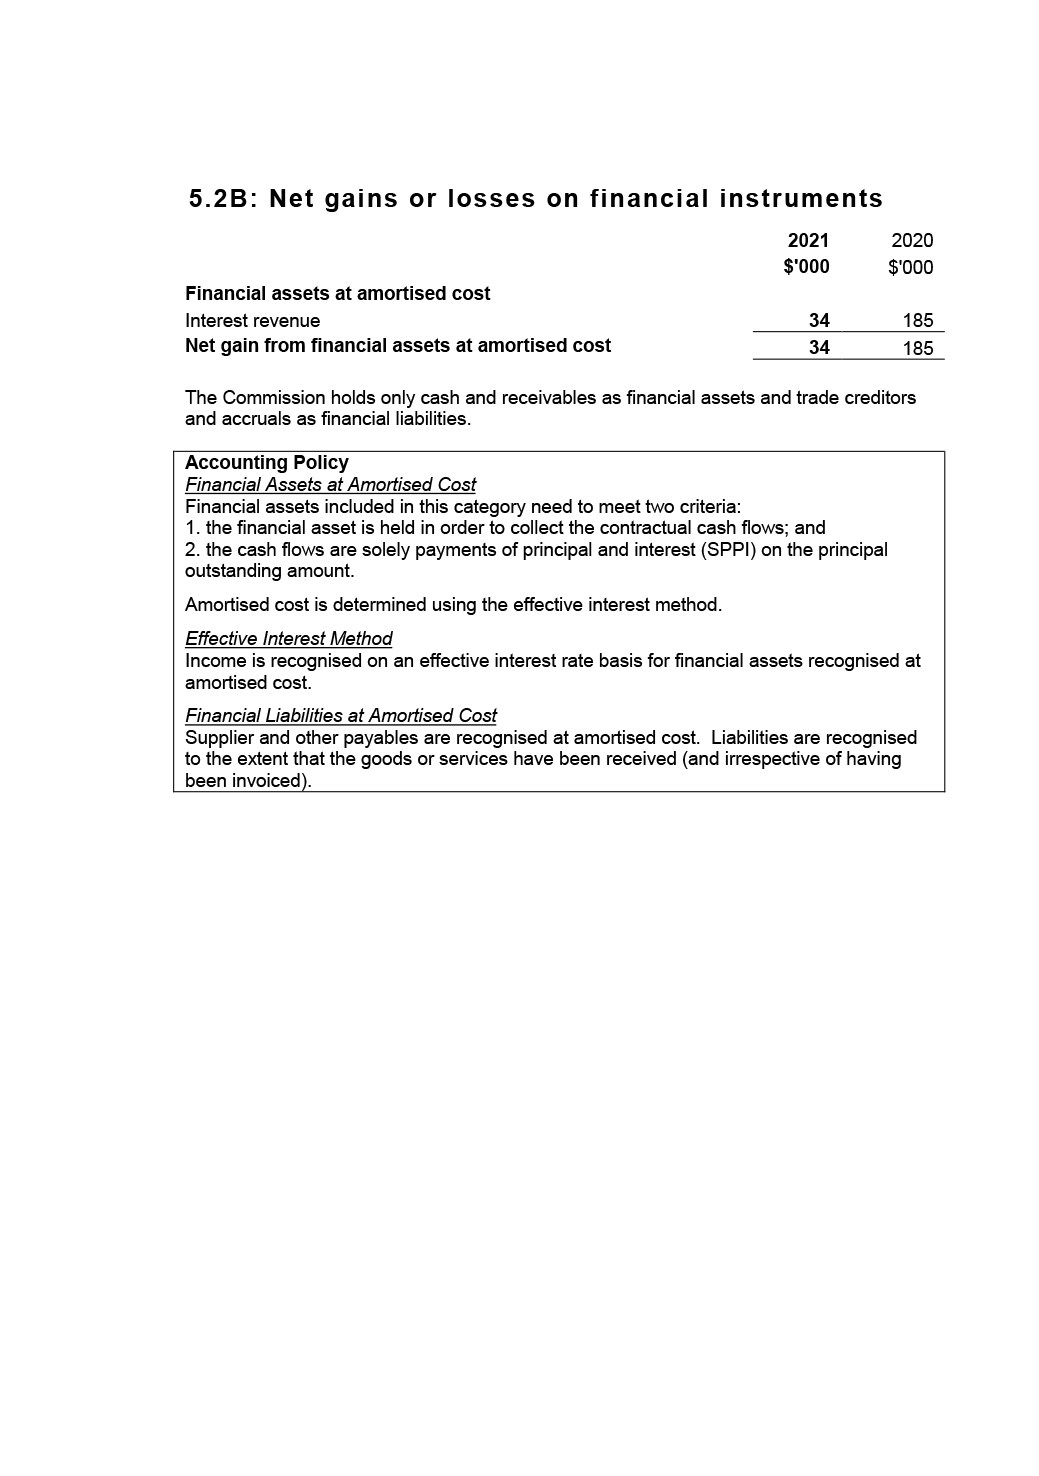 5.2B: Net gains or losses on financial instruments
2021 2020
$'000 $'000
Financial assets at amortised cost
Interest revenue 34 185
Net gain from financial assets at amortised cost 34 185
The Commission holds only cash and receivables as financial assets and trade creditors
and accruals as financial liabilities.
Accounting Policy
Financial Assets at Amortised Cost
Financial assets included in this category need to meet two criteria:
1. the financial asset is held in order to collect the contractual cash flows; and
2. the cash flows are solely payments of principal and interest (SPPI) on the principal
outstanding amount.
Amortised cost is determined using the effective interest method.
Effective Interest Method
Income is recognised on an effective interest rate basis for financial assets recognised at
amortised cost.
Financial Liabilities at Amortised Cost
Supplier and other payables are recognised at amortised cost.  Liabilities are recognised
to the extent that the goods or services have been received (and irrespective of having
been invoiced).